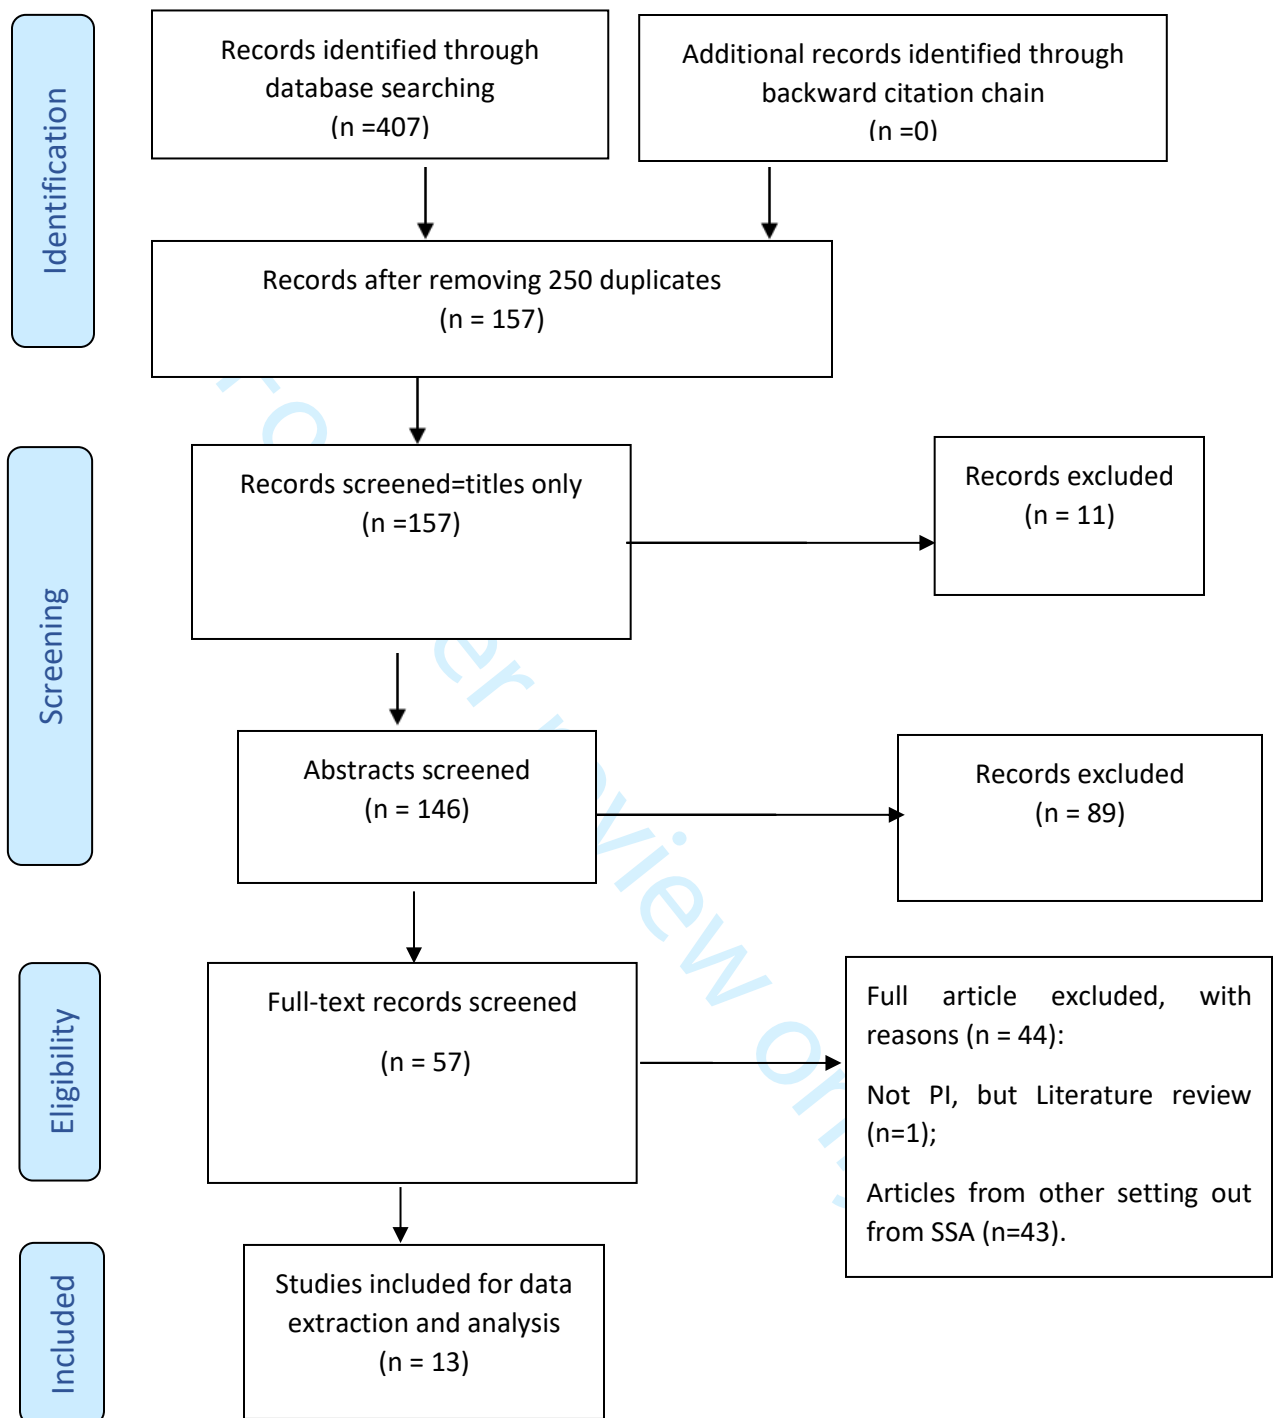 Identification
Records identified through
database searching
(n =407)
Additional records identified through
backward citation chain
(n =0)
Records after removing 250 duplicates
(n = 157)
Screening
Records screened=titles only
(n =157)
Records excluded
(n = 11)
Abstracts screened
(n = 146)
Records excluded
(n = 89)
Eligibility
Full-text records screened
(n = 57)
Full article excluded, with
reasons (n = 44):
Not PI, but Literature review
(n=1);
Articles from other setting out
from SSA (n=43).
Included
Studies included for data
extraction and analysis
(n = 13)